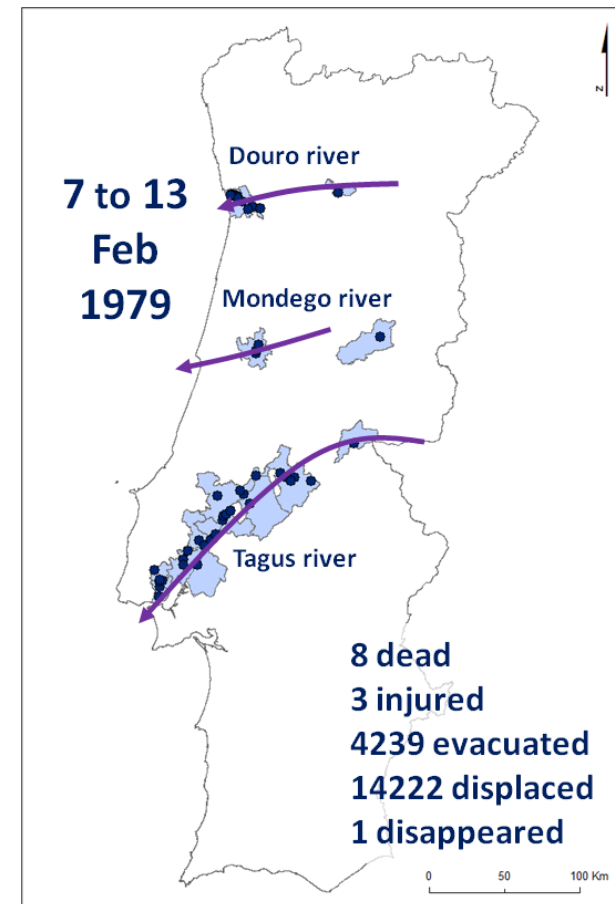 N
Douro river
7 to 13
Feb
1979
Mondego river
Tagus river
8 dead
3 injured
4239 evacuated
14222 displaced
1 disappeared
0 50 100 Km